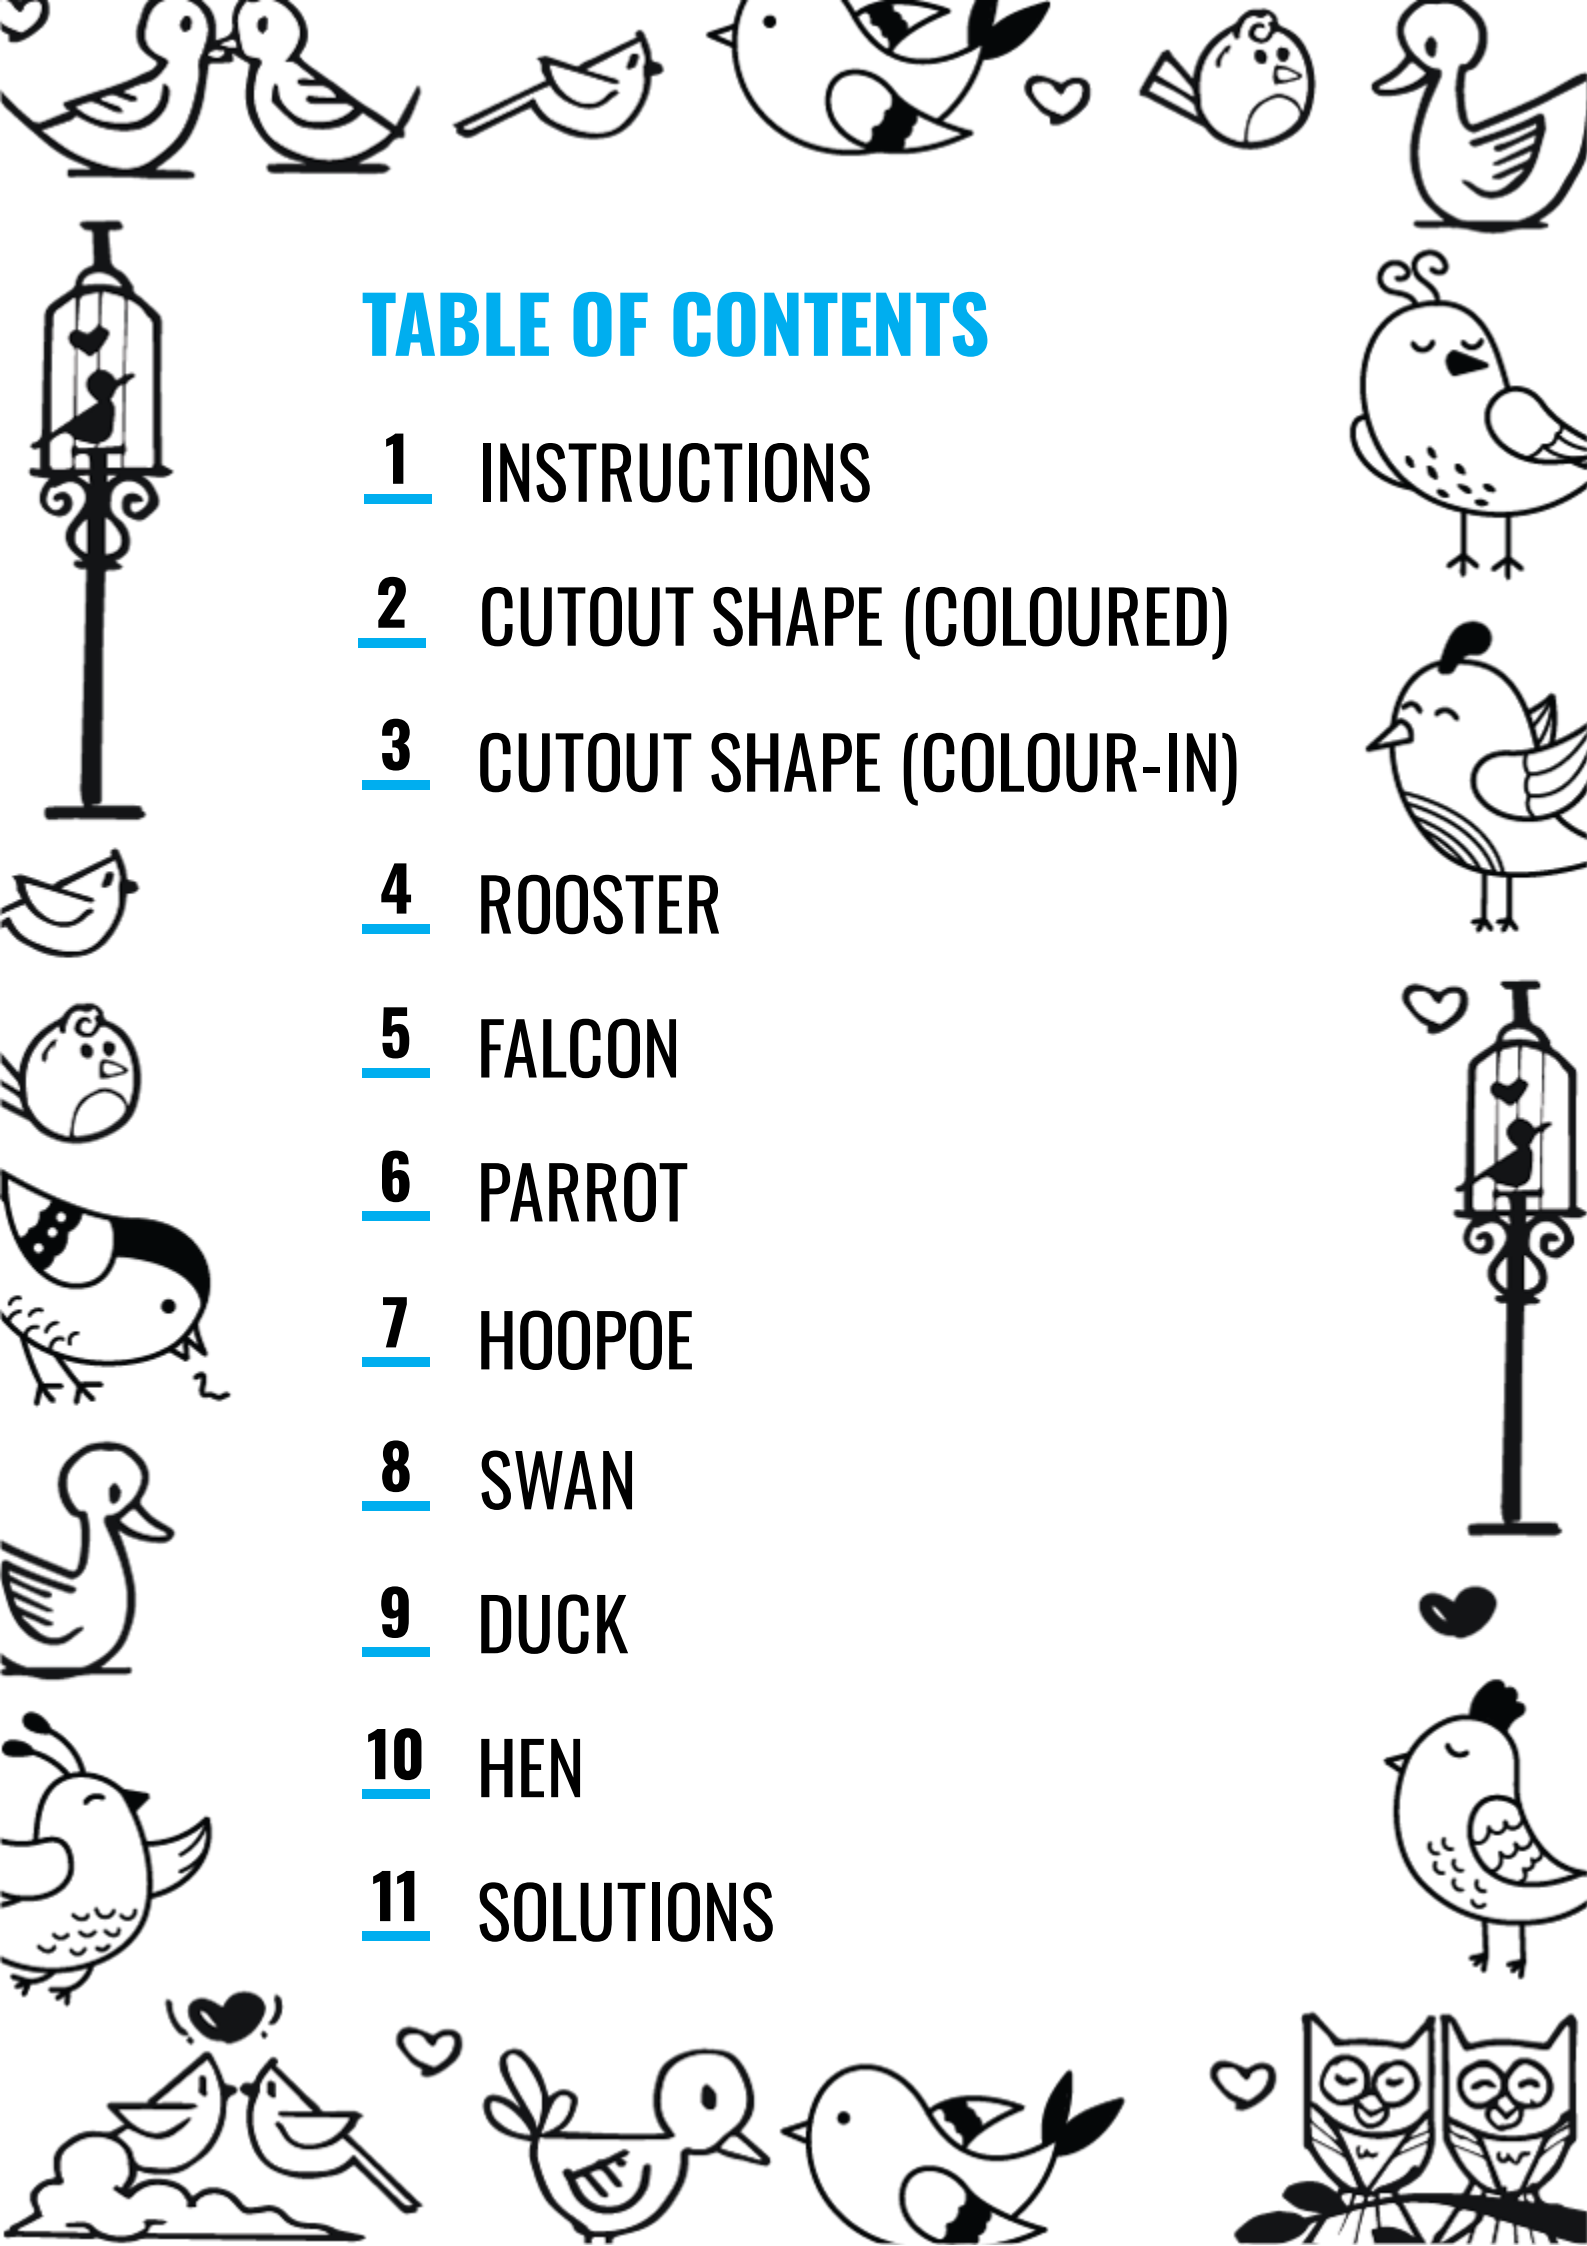 TABLE OF CONTENTS
1 INSTRUCTIONS
2 CUTOUT SHAPE (COLOURED)
3 CUTOUT SHAPE (COLOUR-IN)
4 ROOSTER
5 FALCON
6 PARROT
7 HOOPOE
8 SWAN
9 DUCK
10 HEN
11 SOLUTIONS